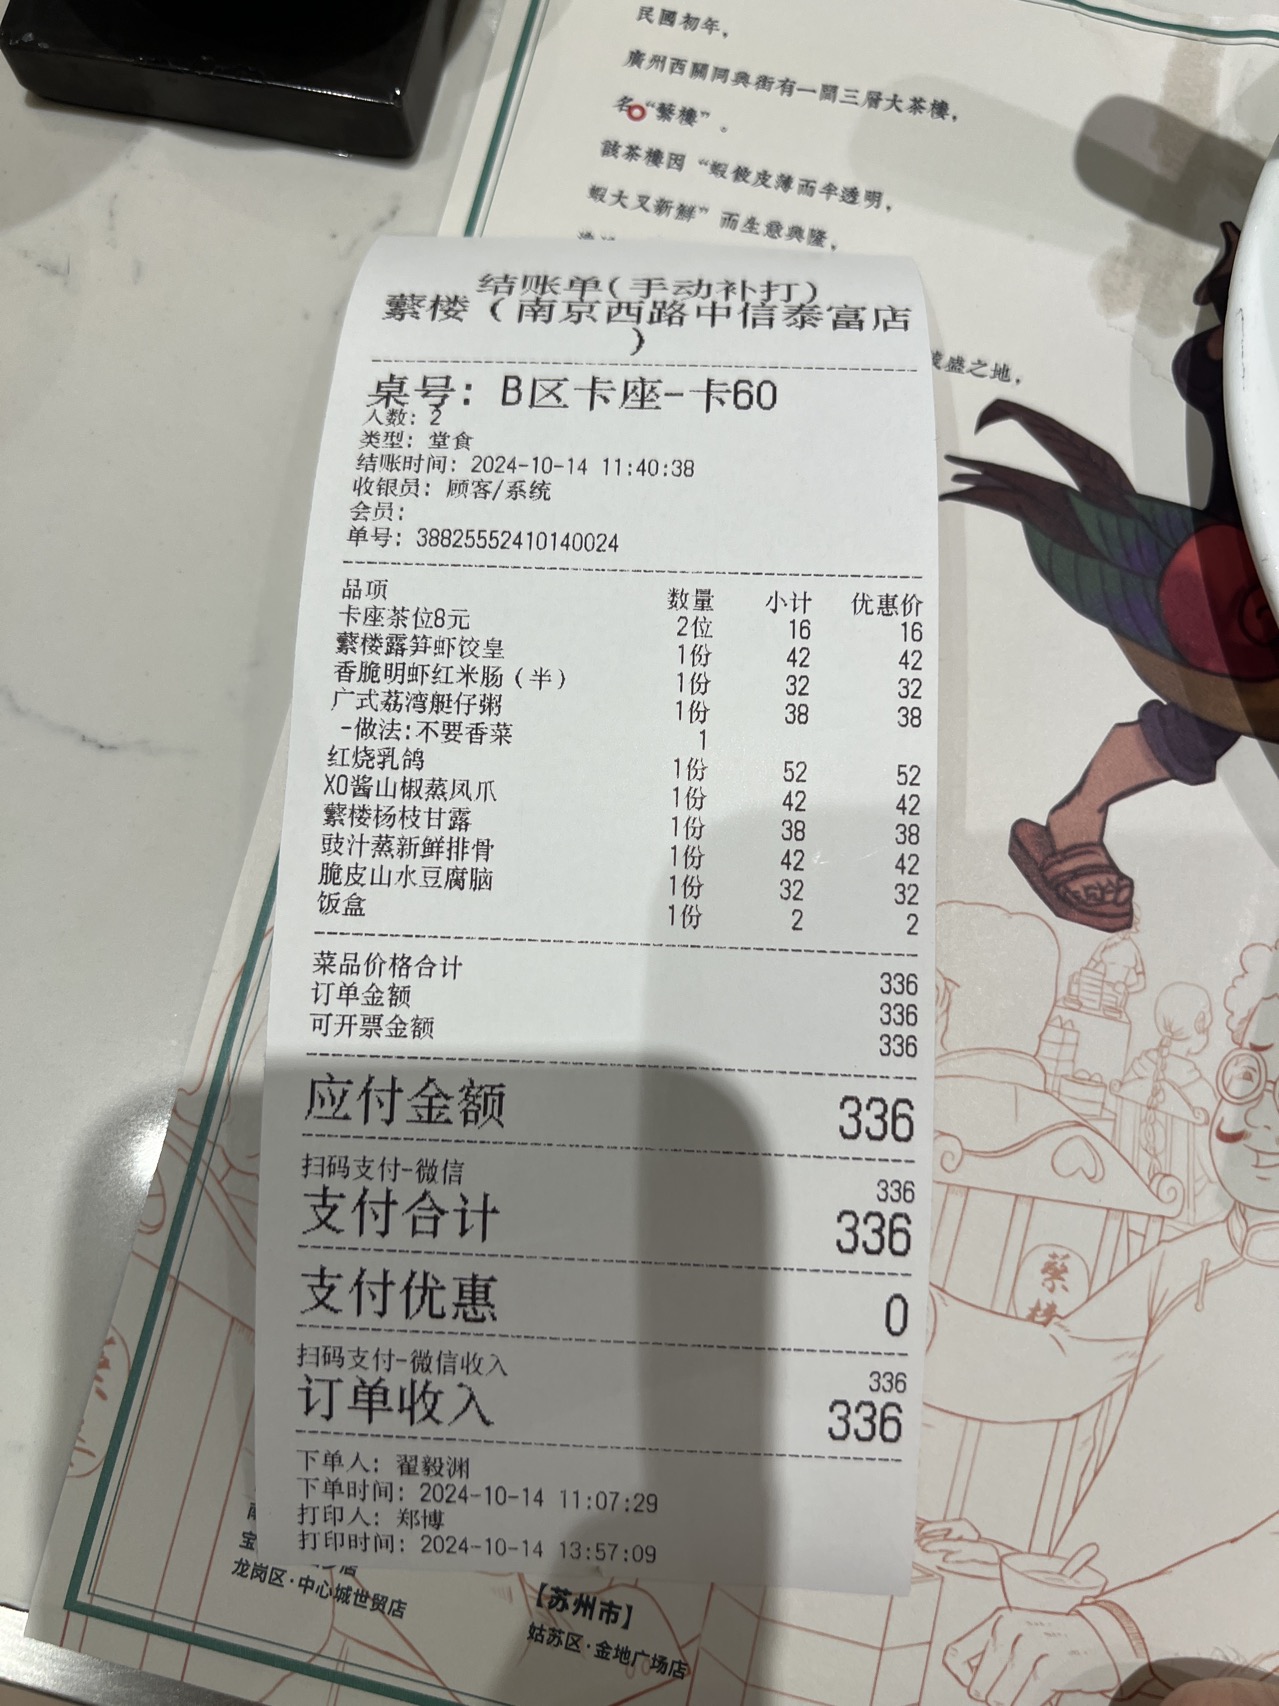 民國初年，
廣州西關同興街有一間三層大茶樓，
名“蘩樓”。
該茶樓因“蝦餃皮薄而半透明，
蝦大又新鮮”而生意興隆，
盛之地，
结账单(手动补打)
蘩楼（南京西路中信泰富店
）
桌号: B区卡座-卡60
人数: 2
类型: 堂食
结账时间: 2024-10-14 11:40:38
收银员: 顾客/系统
会员:
单号: 38825552410140024
品项 数量 小计 优惠价
卡座茶位8元 2位 16 16
蘩楼露笋虾饺皇 1份 42 42
香脆明虾红米肠（半） 1份 32 32
广式荔湾艇仔粥 1份 38 38
-做法:不要香菜 1
红烧乳鸽 1份 52 52
XO酱山椒蒸凤爪 1份 42 42
蘩楼杨枝甘露 1份 38 38
豉汁蒸新鲜排骨 1份 42 42
脆皮山水豆腐脑 1份 32 32
饭盒 1份 2 2
菜品价格合计 336
订单金额 336
可开票金额 336
应付金额 336
扫码支付-微信 336
支付合计 336
支付优惠 0
扫码支付-微信收入 336
订单收入 336
下单人: 翟毅渊
下单时间: 2024-10-14 11:07:29
打印人: 郑博
打印时间: 2024-10-14 13:57:09
龙岗区·中心城世贸店
【苏州市】
姑苏区·金地广场店